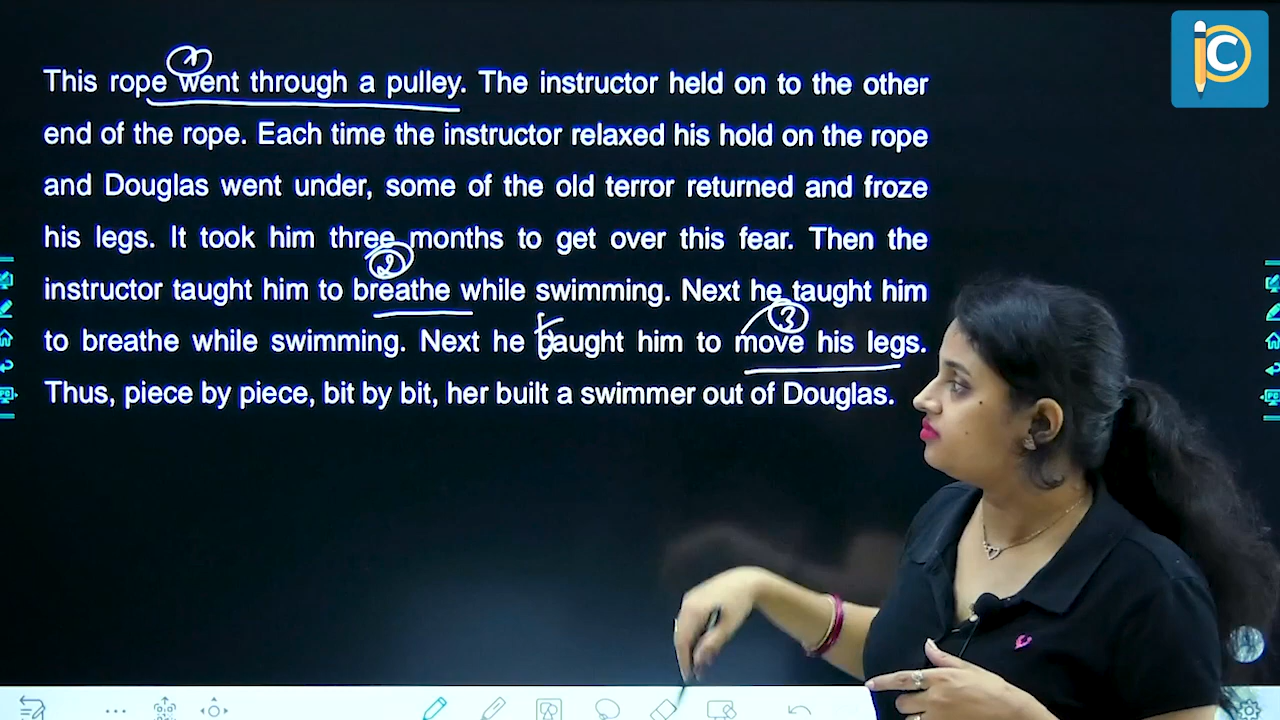 This rope went through a pulley. The instructor held on to the other
end of the rope. Each time the instructor relaxed his hold on the rope
and Douglas went under, some of the old terror returned and froze
his legs. It took him three months to get over this fear. Then the
instructor taught him to breathe while swimming. Next he taught him
to breathe while swimming. Next he taught him to move his legs.
Thus, piece by piece, bit by bit, her built a swimmer out of Douglas.
1
2
3